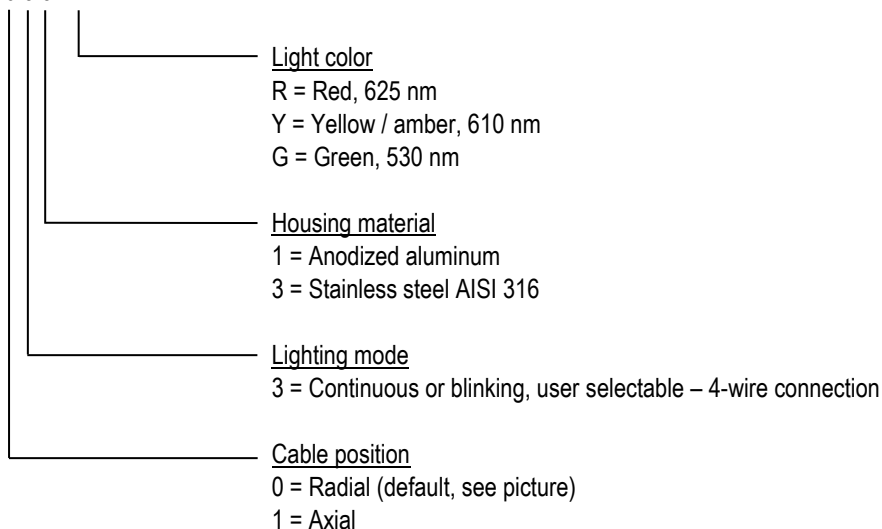 Light color
R = Red, 625 nm
Y = Yellow / amber, 610 nm
G = Green, 530 nm
Housing material
1 = Anodized aluminum
3 = Stainless steel AISI 316
Lighting mode
3 = Continuous or blinking, user selectable – 4-wire connection
Cable position
0 = Radial (default, see picture)
1 = Axial